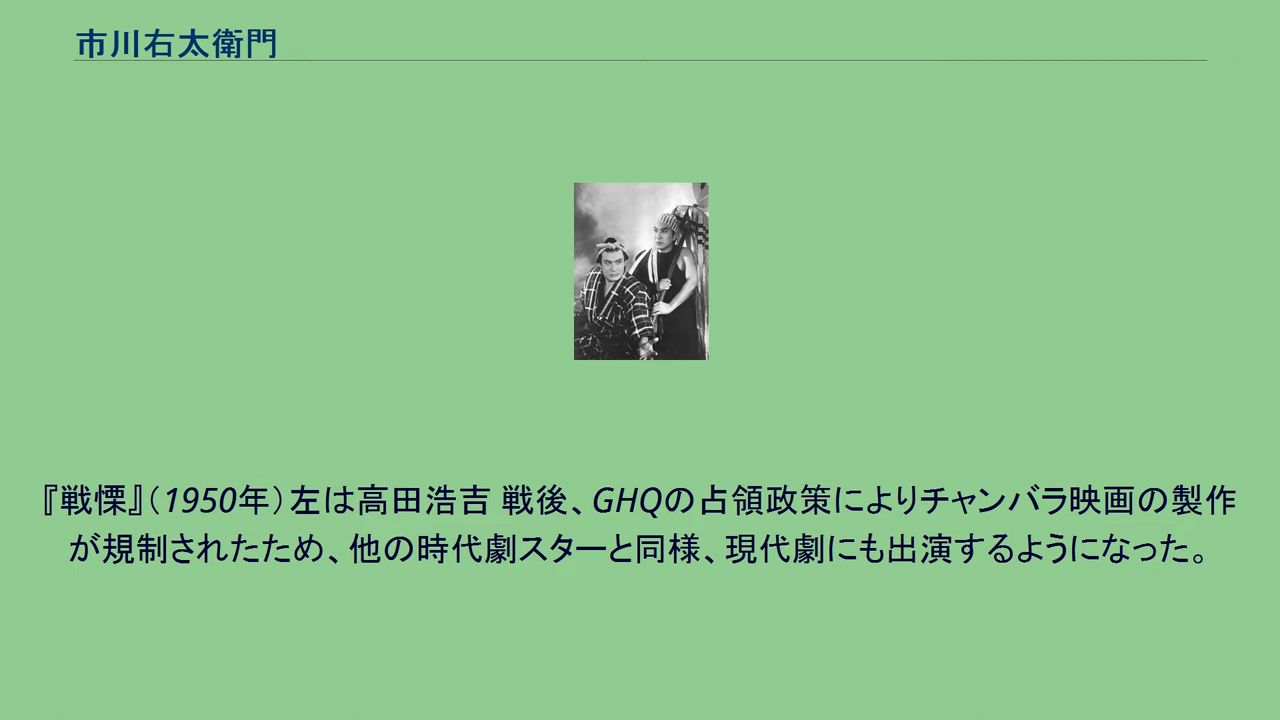 市川右太衛門
『戦慄』（1950年）左は高田浩吉 戦後、GHQの占領政策によりチャンバラ映画の製作
が規制されたため、他の時代劇スターと同様、現代劇にも出演するようになった。